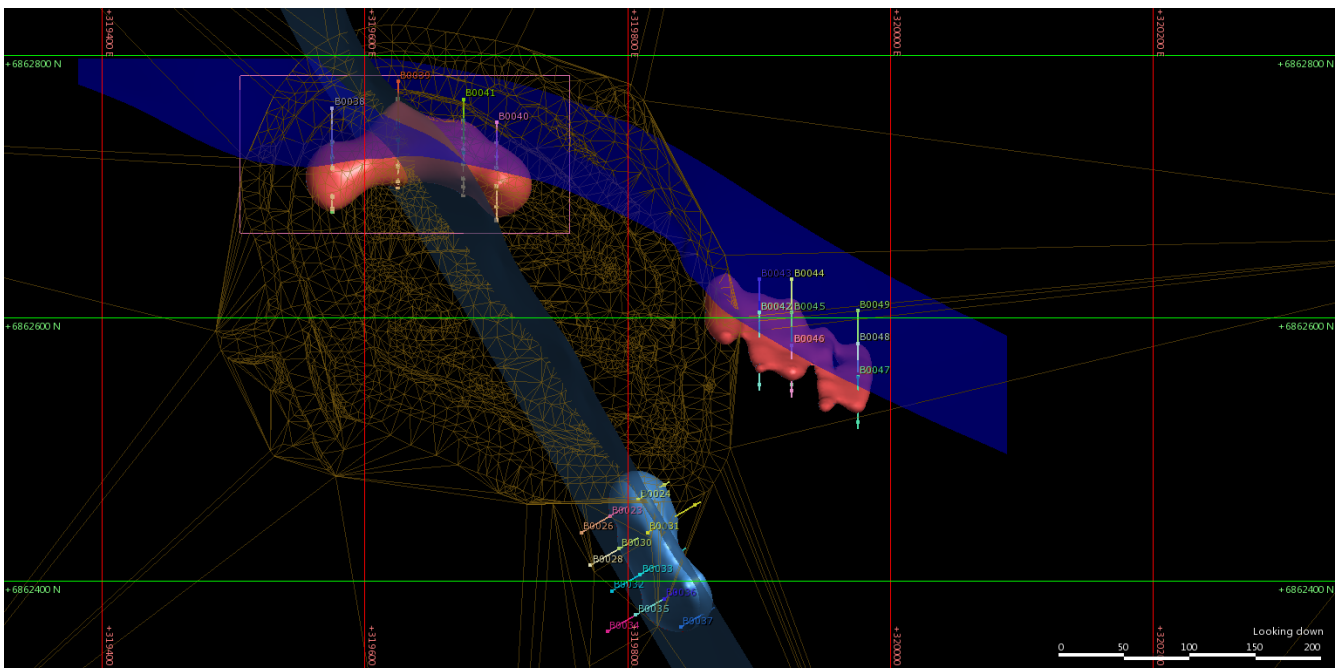 +319400 E
+319600 E
+319800 E
+320000 E
+320200 E
+6862800 N
+6862800 N
B0039
B0041
B0038
B0040
B0043
B0044
B0042
B0045
B0049
+6862600 N
+6862600 N
B0046
B0048
B0047
B0024
B0023
B0026
B0031
B0030
B0028
B0033
B0032
B0036
+6862400 N
+6862400 N
B0035
B0034
B0037
+319400
+319600
+319800
+320000
+320200
Looking down
0 50 100 150 200